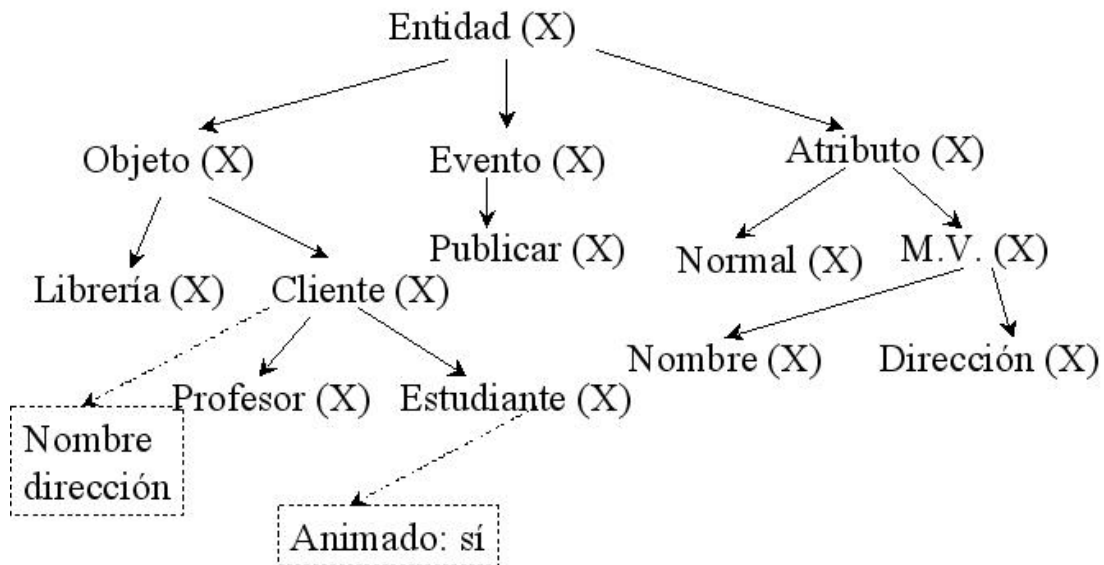 Entidad (X)
Objeto (X)
Evento (X)
Atributo (X)
Publicar (X)
Normal (X)
M.V. (X)
Librería (X)
Cliente (X)
Nombre (X)
Dirección (X)
Profesor (X)
Estudiante (X)
Nombre
dirección
Animado: sí